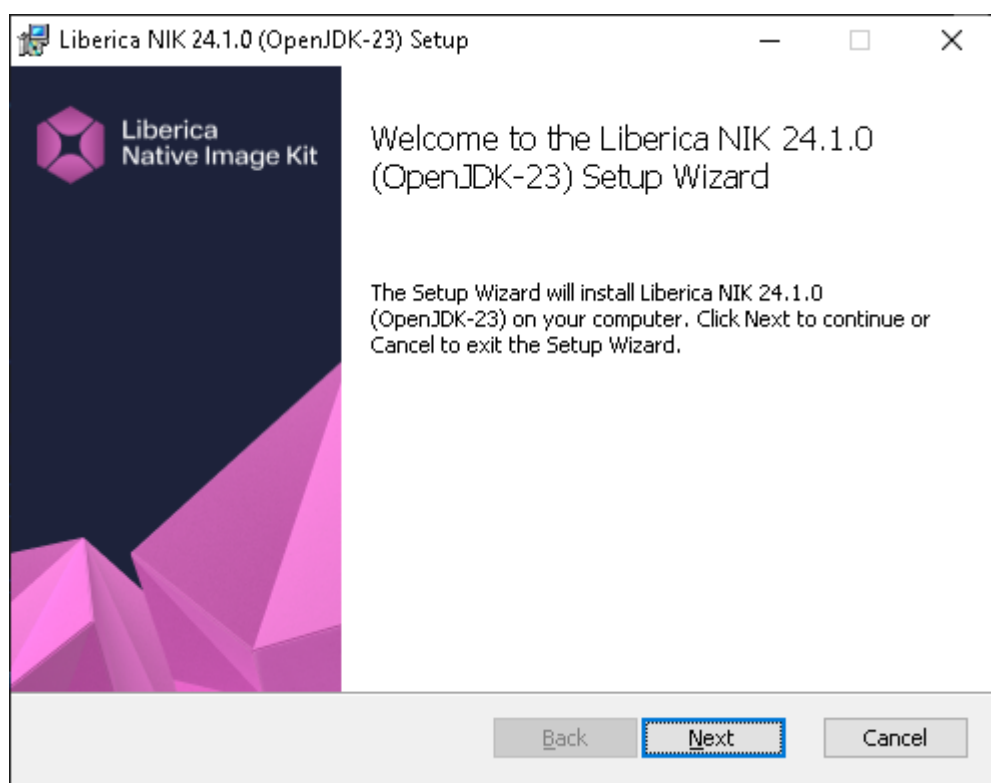 Liberica NIK 24.1.0 (OpenJDK-23) Setup
Liberica
Native Image Kit
Welcome to the Liberica NIK 24.1.0
(OpenJDK-23) Setup Wizard
The Setup Wizard will install Liberica NIK 24.1.0
(OpenJDK-23) on your computer. Click Next to continue or
Cancel to exit the Setup Wizard.
Back
Next
Cancel